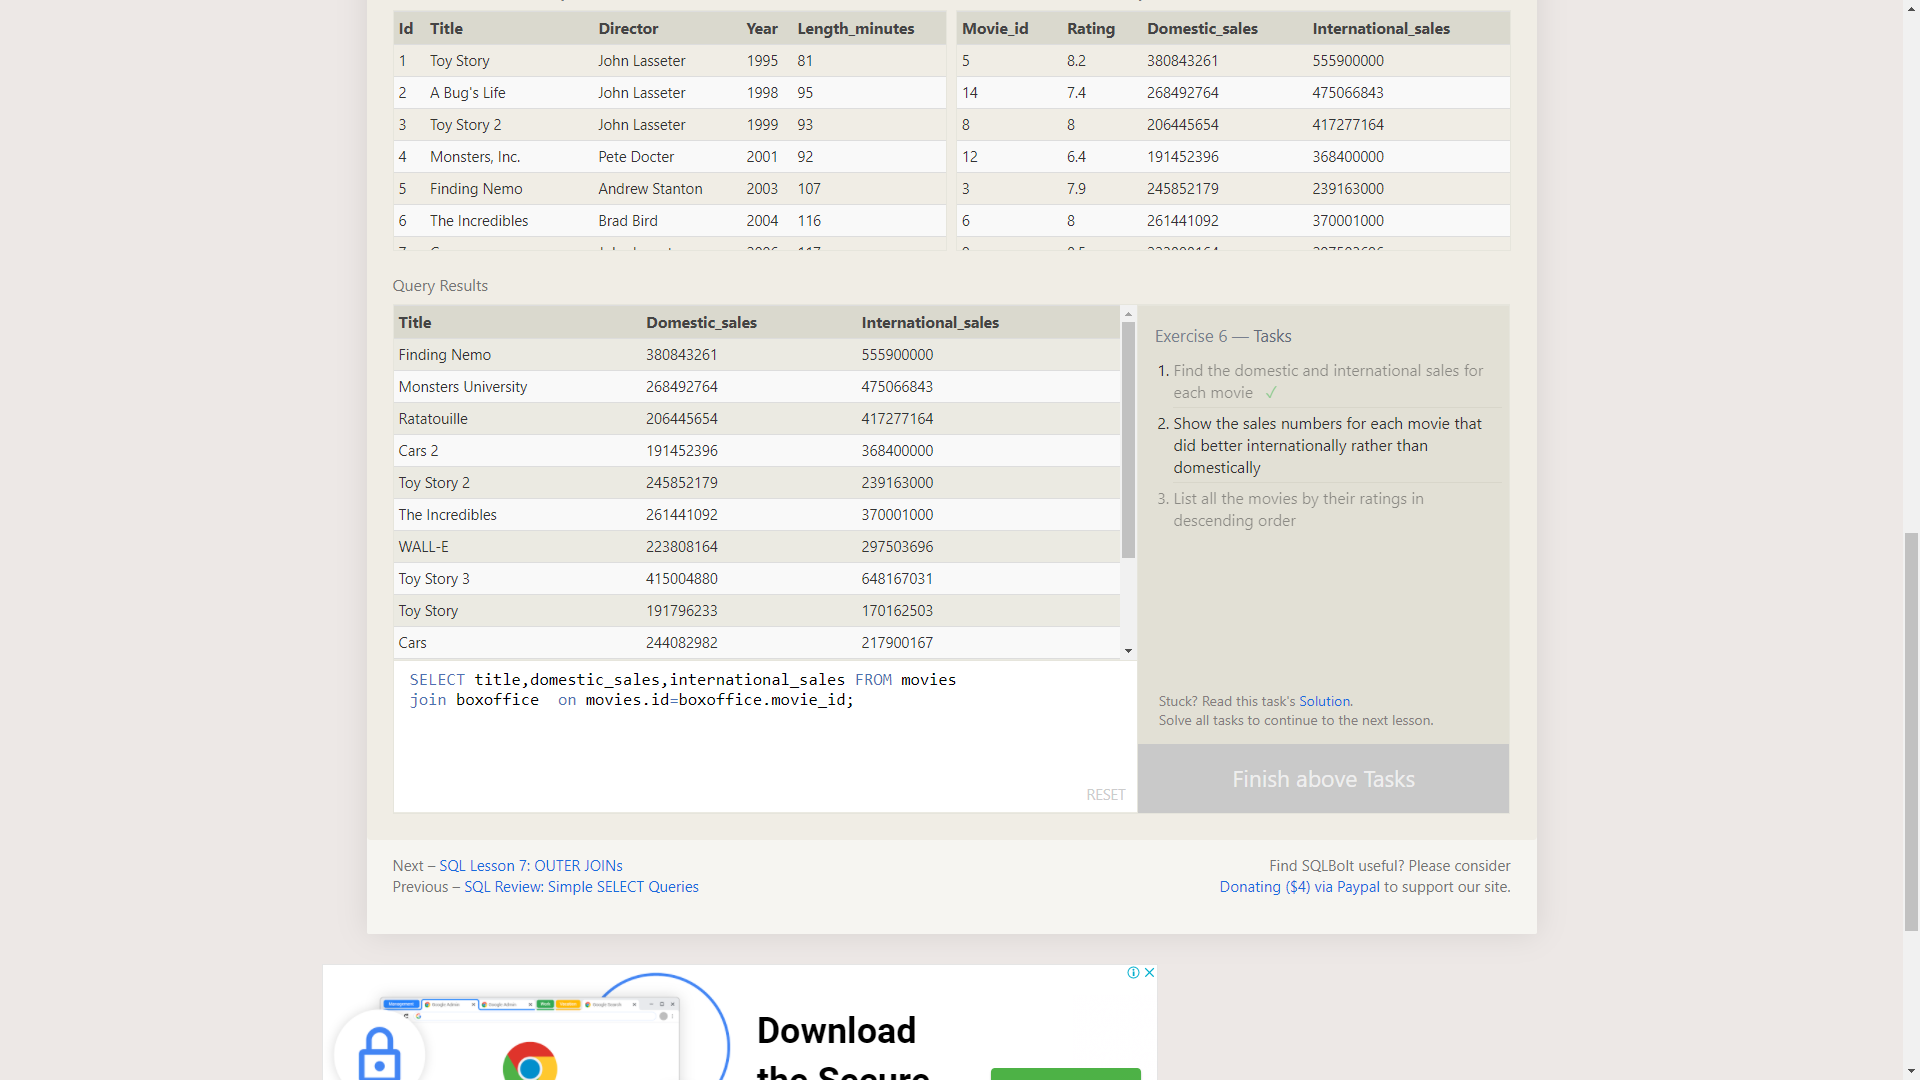 Id Title Director Year Length_minutes
1 Toy Story John Lasseter 1995 81
2 A Bug's Life John Lasseter 1998 95
3 Toy Story 2 John Lasseter 1999 93
4 Monsters, Inc. Pete Docter 2001 92
5 Finding Nemo Andrew Stanton 2003 107
6 The Incredibles Brad Bird 2004 116
Movie_id Rating Domestic_sales International_sales
5 8.2 380843261 555900000
14 7.4 268492764 475066843
8 8 206445654 417277164
12 6.4 191452396 368400000
3 7.9 245852179 239163000
6 8 261441092 370001000
Query Results
Title Domestic_sales International_sales
Finding Nemo 380843261 555900000
Monsters University 268492764 475066843
Ratatouille 206445654 417277164
Cars 2 191452396 368400000
Toy Story 2 245852179 239163000
The Incredibles 261441092 370001000
WALL-E 223808164 297503696
Toy Story 3 415004880 648167031
Toy Story 191796233 170162503
Cars 244082982 217900167
SELECT title,domestic_sales,international_sales FROM movies
join boxoffice  on movies.id=boxoffice.movie_id;
RESET
Exercise 6 — Tasks
1. Find the domestic and international sales for
each movie ✓
2. Show the sales numbers for each movie that
did better internationally rather than
domestically
3. List all the movies by their ratings in
descending order
Stuck? Read this task's Solution.
Solve all tasks to continue to the next lesson.
Finish above Tasks
Next – SQL Lesson 7: OUTER JOINs
Previous – SQL Review: Simple SELECT Queries
Find SQLBolt useful? Please consider
Donating ($4) via Paypal to support our site.
Download
the Secure